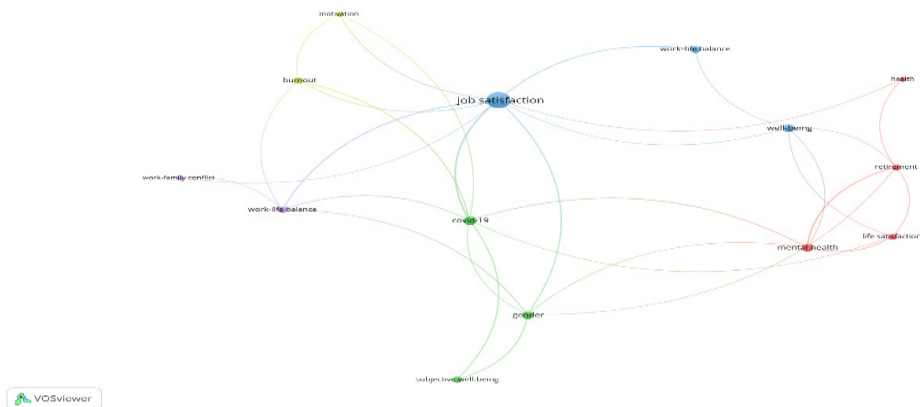 motivation
work-life balance
burnout
health
job satisfaction
well-being
retirement
work-family conflict
work-life balance
covid-19
life satisfaction
mental health
gender
subjective well-being
VOSviewer